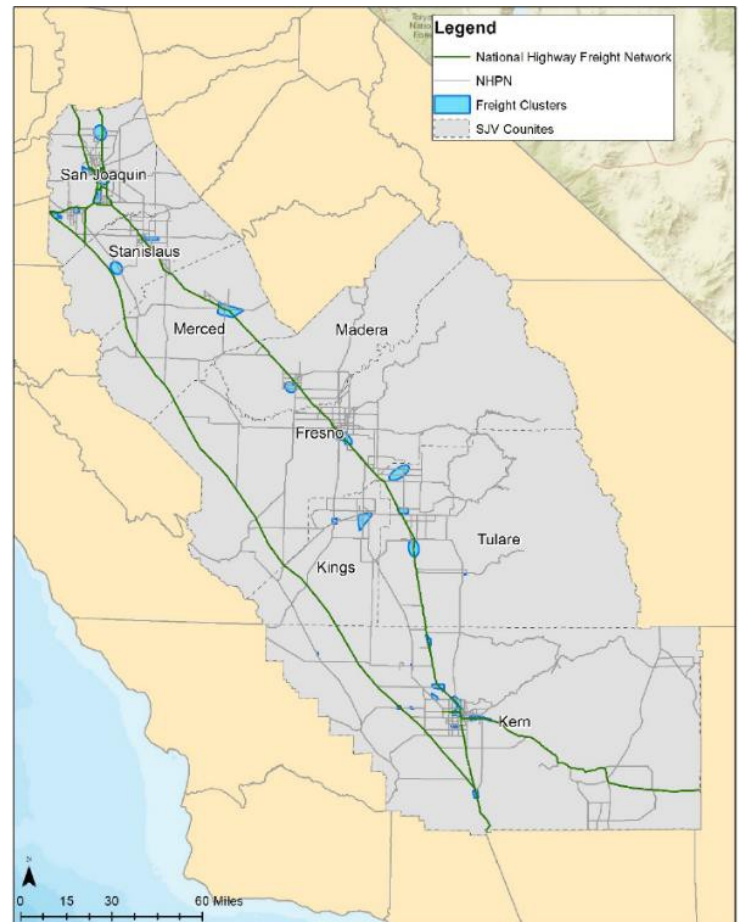 Legend
National Highway Freight Network
NHPN
Freight Clusters
SJV Counites
San Joaquin
Stanislaus
Merced
Madera
Fresno
Tulare
Kings
Kern
0 15 30 60 Miles